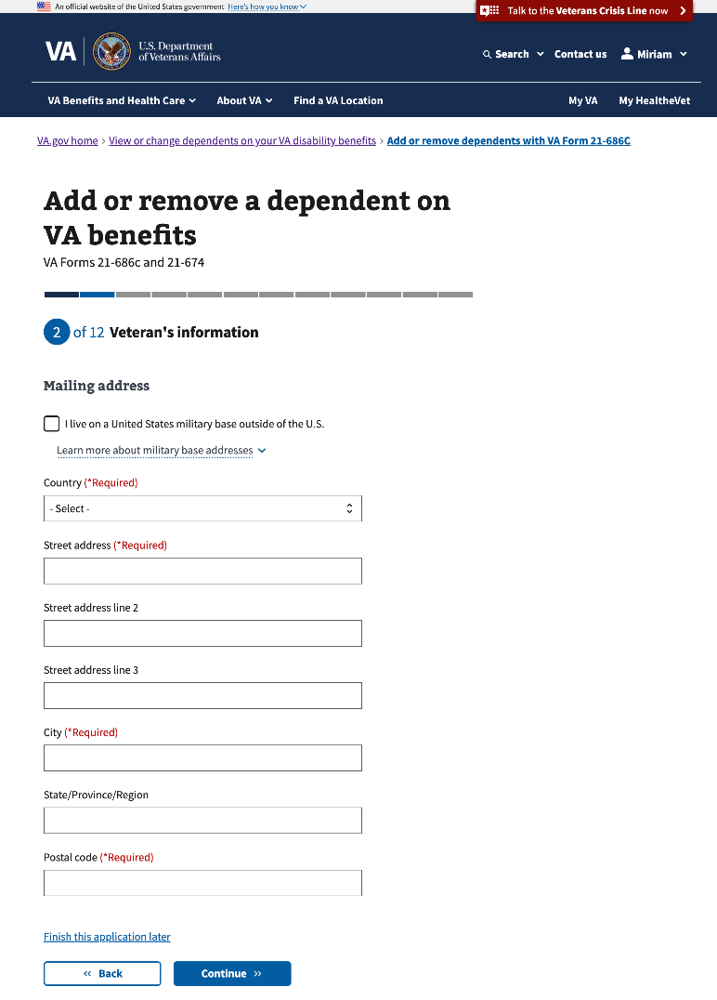 An official website of the United States government Here's how you know
Talk to the Veterans Crisis Line now
VA
U.S. Department
of Veterans Affairs
Search Contact us Miriam
VA Benefits and Health Care About VA Find a VA Location My VA My HealtheVet
VA.gov home › View or change dependents on your VA disability benefits › Add or remove dependents with VA Form 21-686C
Add or remove a dependent on
VA benefits
VA Forms 21-686c and 21-674
2 of 12 Veteran's information
Mailing address
I live on a United States military base outside of the U.S.
Learn more about military base addresses
Country (*Required)
- Select -
Street address (*Required)
Street address line 2
Street address line 3
City (*Required)
State/Province/Region
Postal code (*Required)
Finish this application later
« Back Continue »